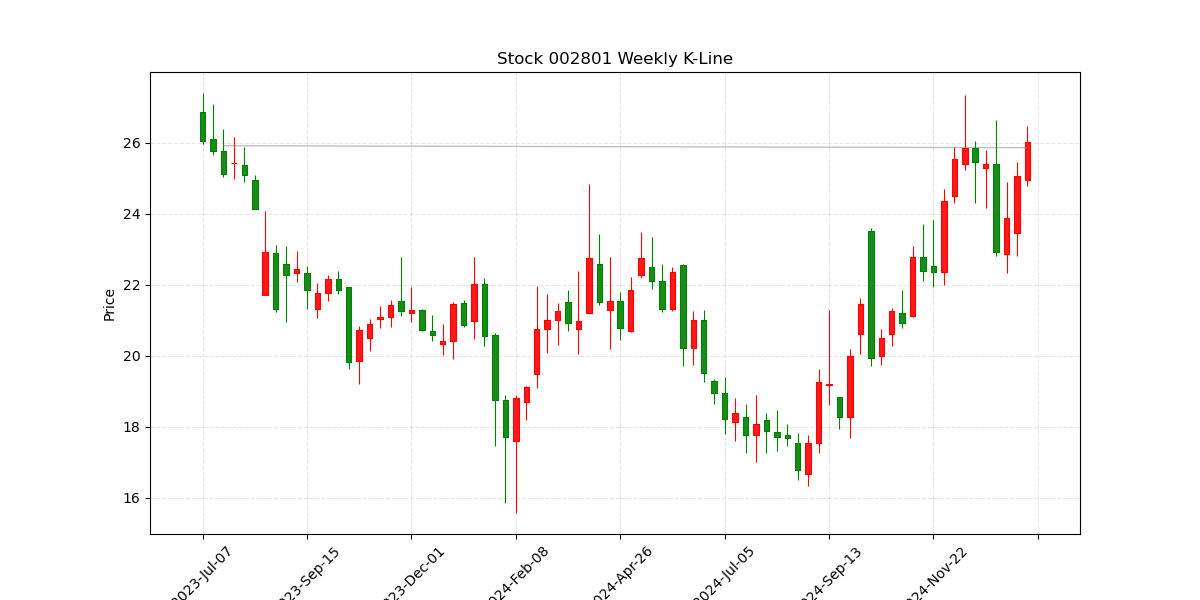 Stock 002801 Weekly K-Line
Price
26
24
22
20
18
16
2023-Jul-07
2023-Sep-15
2023-Dec-01
2024-Feb-08
2024-Apr-26
2024-Jul-05
2024-Sep-13
2024-Nov-22